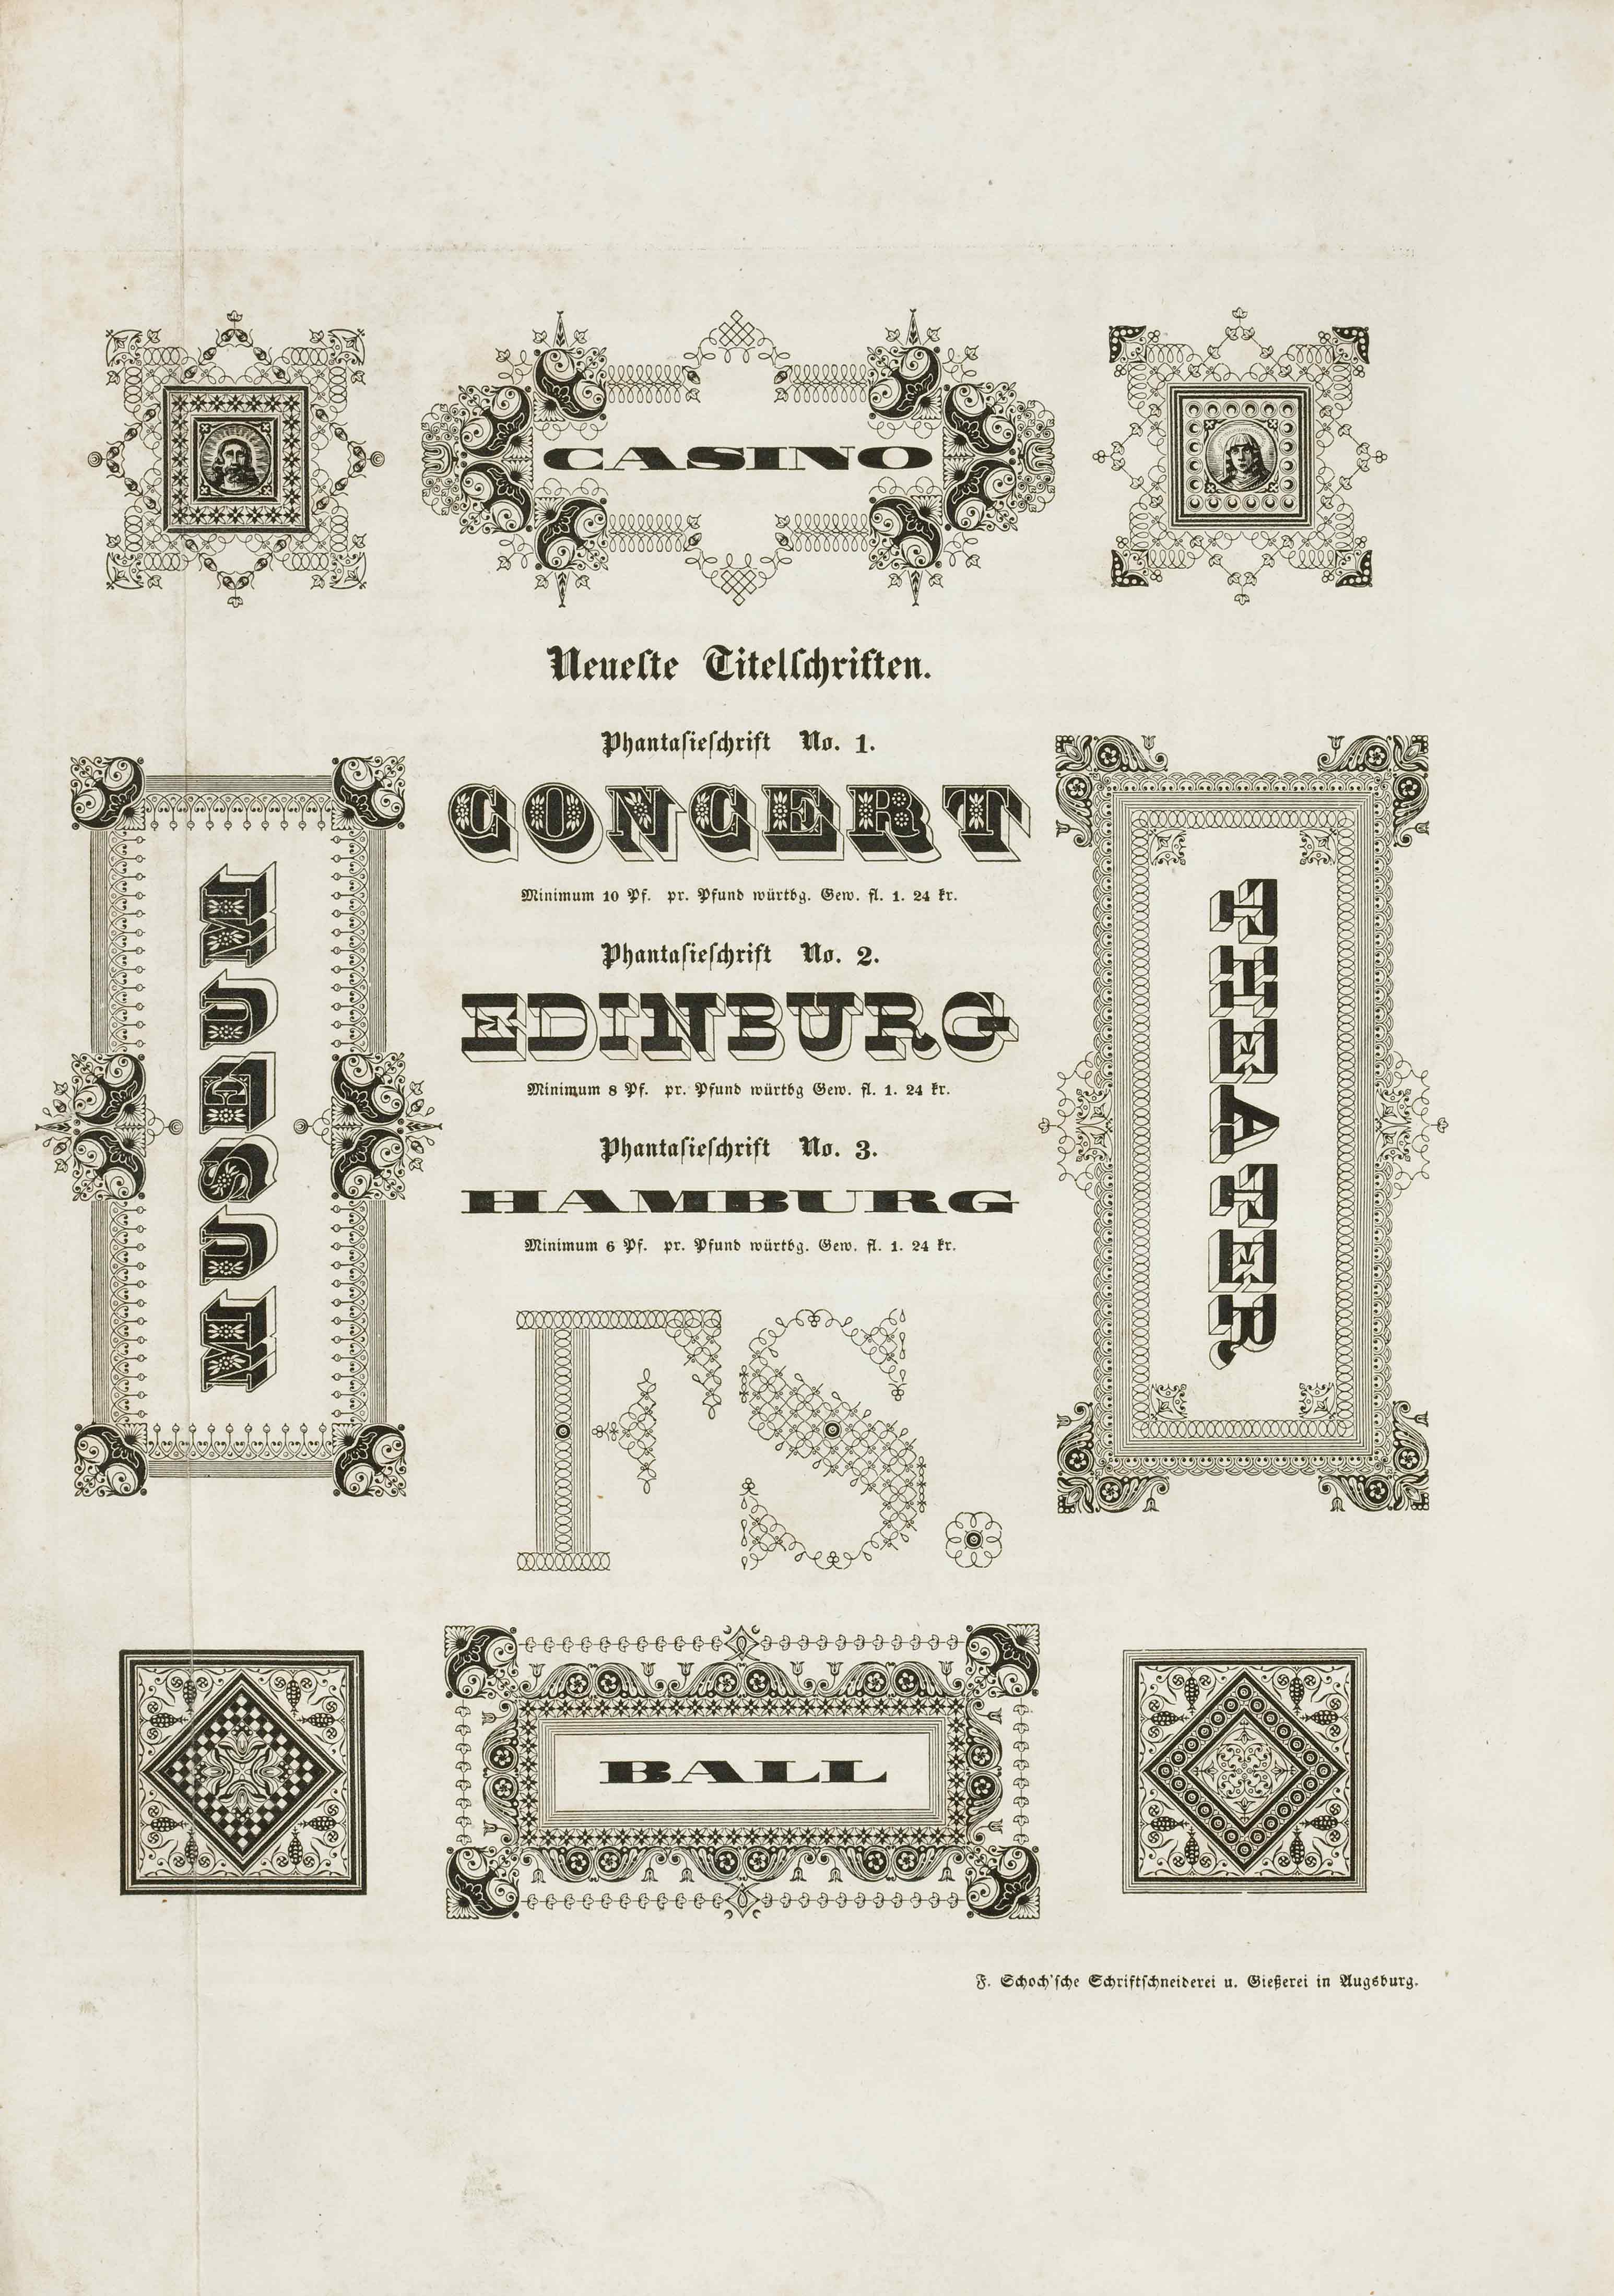 CASINO
Neueste Titelschriften.
Phantasieschrift No. 1.
CONCERT
Minimum 10 Pf. pr. Pfund würtbg. Gew. fl. 1. 24 kr.
Phantasieschrift No. 2.
EDINBURG
Minimum 8 Pf. pr. Pfund würtbg Gew. fl. 1. 24 kr.
Phantasieschrift No. 3.
HAMBURG
Minimum 6 Pf. pr. Pfund würtbg. Gew. fl. 1. 24 kr.
MUSEUM
THEATER
FS.
BALL
F. Schoch'sche Schriftschneiderei u. Gießerei in Augsburg.